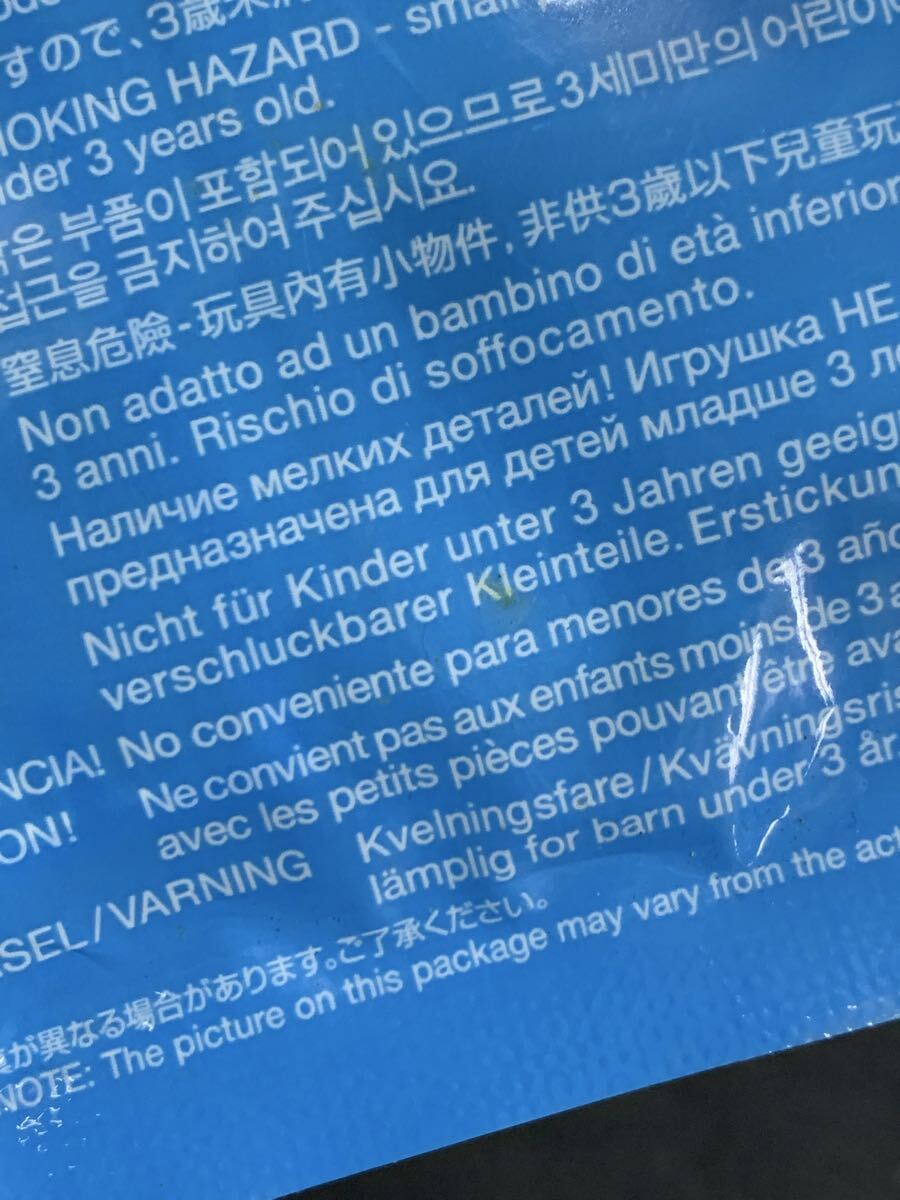 すので、3歳未満
OKING HAZARD - small
under 3 years old.
은 부품이 포함되어 있으므로 3세미만의 어린이
접근을 금지하여 주십시오.
窒息危險-玩具內有小物件, 非供3歲以下兒童玩
Non adatto ad un bambino di età inferior
3 anni. Rischio di soffocamento.
Наличие мелких деталей! Игрушка НЕ
предназначена для детей младше 3 ле
Nicht für Kinder unter 3 Jahren geeig
verschluckbarer Kleinteile. Erstickun
NCIA! No conveniente para menores de 3 año
ON! Ne convient pas aux enfants moins de 3 a
avec les petits pièces pouvant être ava
Kvelningsfare/Kvävningsris
SEL/VARNING lämplig for barn under 3 år.
が異なる場合があります。ご了承ください。
NOTE: The picture on this package may vary from the act